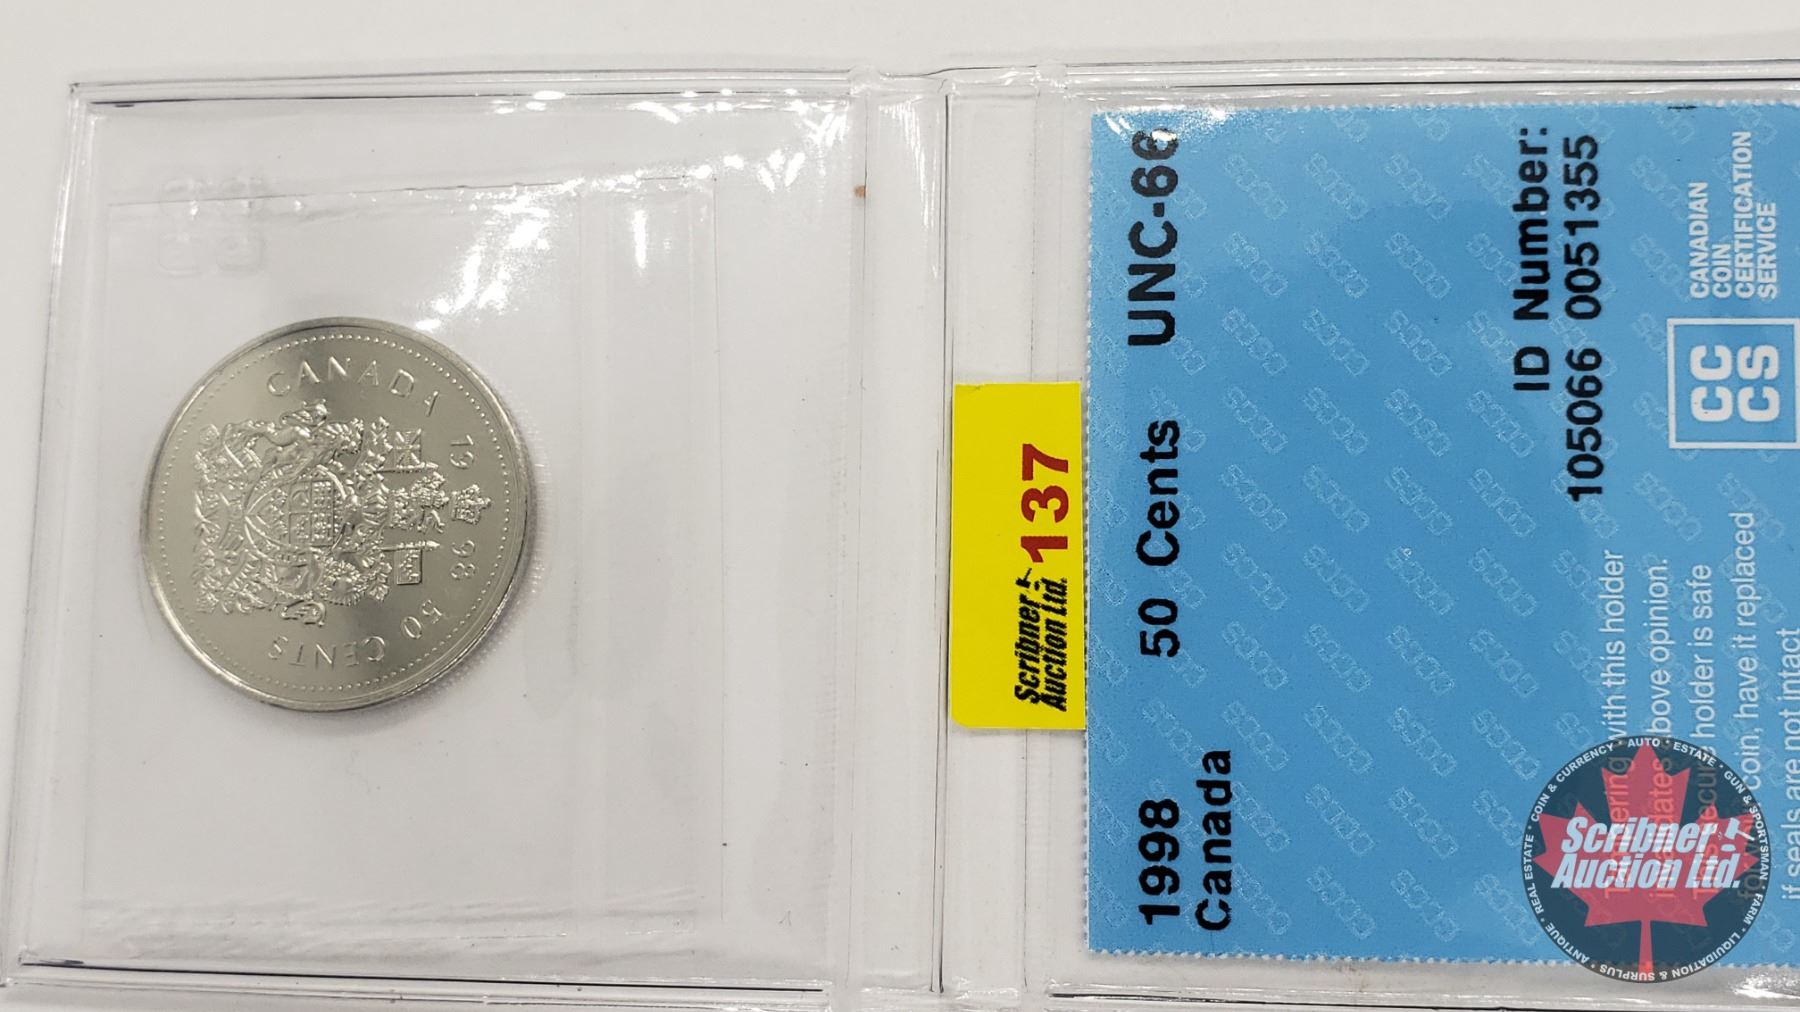 CANADA
1998
50 CENTS
Scribner
Auction Ltd.
137
1998 50 Cents UNC-66
Canada
ID Number:
105066 0051355
with this holder
above opinion.
holder is safe
coin, have it replaced
if seals are not intact
CC
CS
CANADIAN
COIN
CERTIFICATION
SERVICE
COIN & CURRENCY • AUTO • ESTATE • GUN & SPORTSMAN • FARM • LIQUIDATION & SURPLUS • ANTIQUE • REAL ESTATE •
Scribner
Auction Ltd.